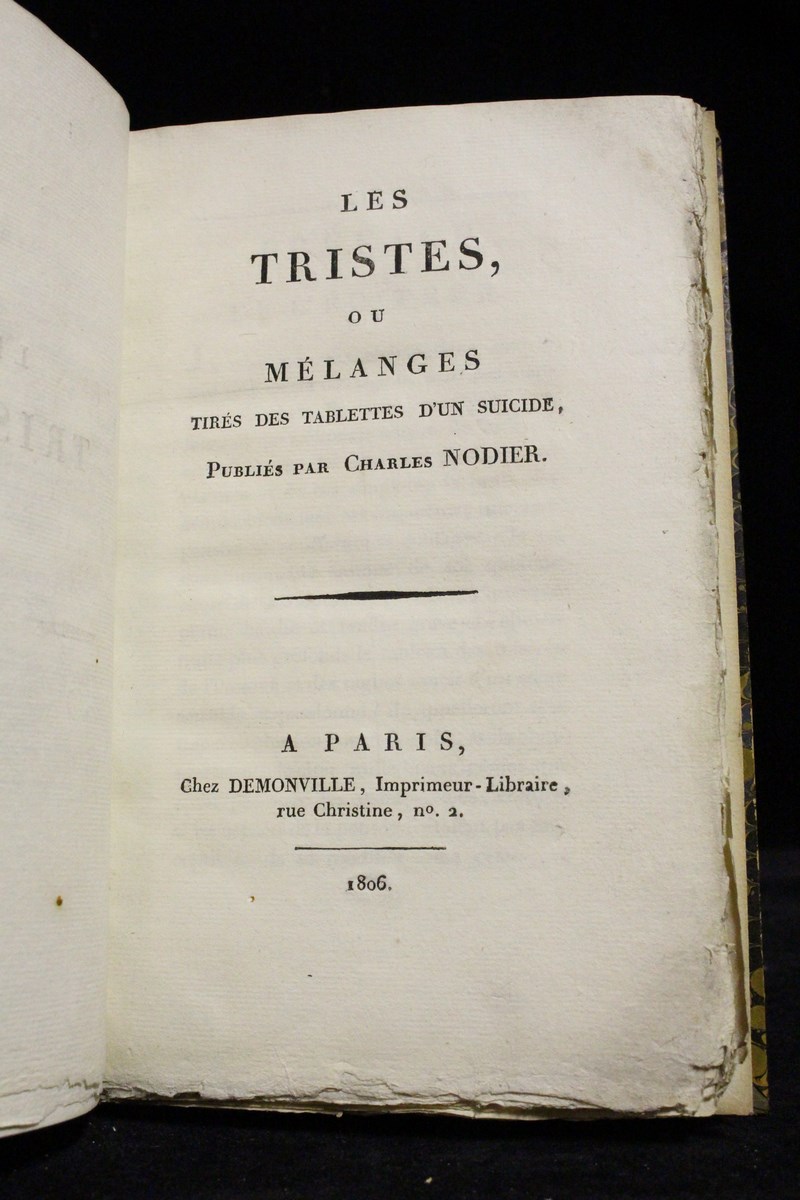 LES
TRISTES,
OU
MÉLANGES
TIRÉS DES TABLETTES D'UN SUICIDE,
PUBLIÉS PAR CHARLES NODIER.
A PARIS,
Chez DEMONVILLE, Imprimeur-Libraire,
rue Christine, nº. 2.
1806.